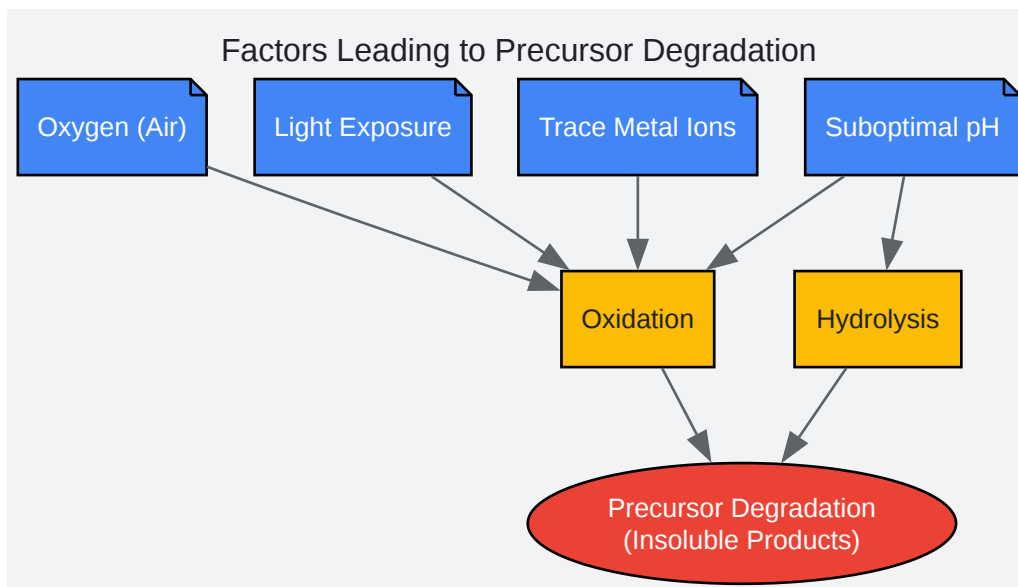 Factors Leading to Precursor Degradation
Oxygen (Air)
Light Exposure
Trace Metal Ions
Suboptimal pH
Oxidation
Hydrolysis
Precursor Degradation
(Insoluble Products)